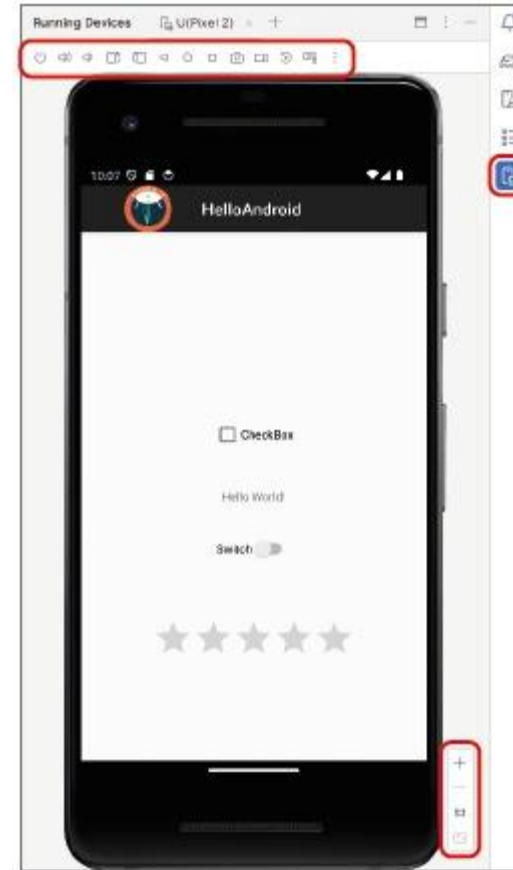 Running Devices U(Pixel 2)
10:07
HelloAndroid
CheckBox
Hello World!
Switch